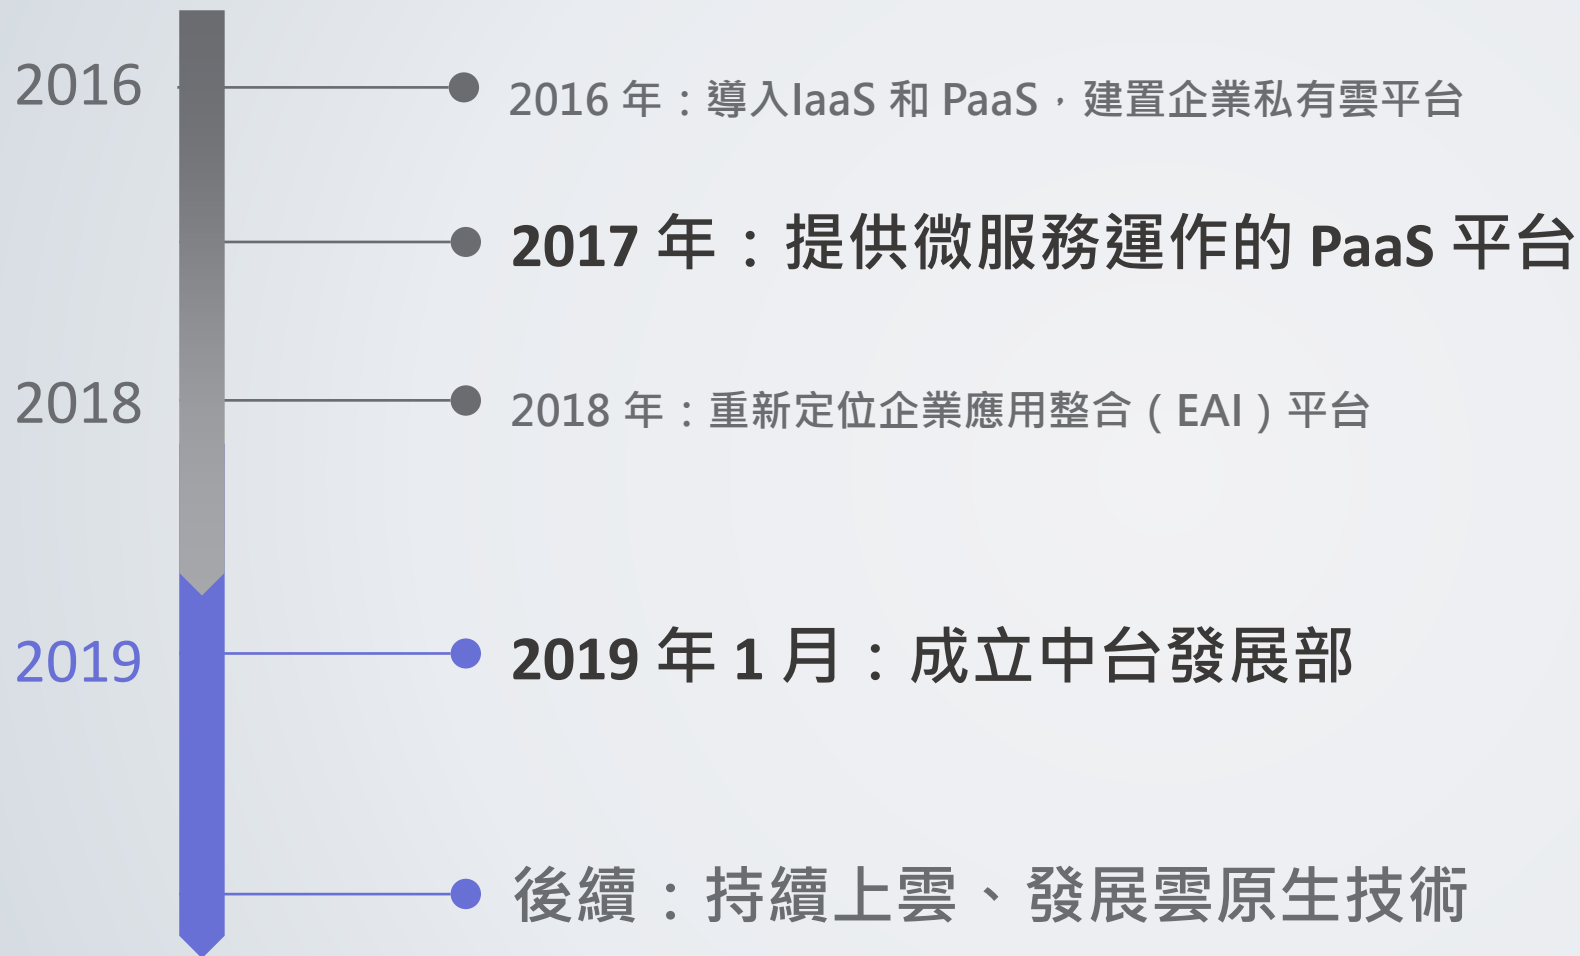 2016
2016 年：導入IaaS 和 PaaS，建置企業私有雲平台
2017 年：提供微服務運作的 PaaS 平台
2018
2018 年：重新定位企業應用整合（EAI）平台
2019
2019 年 1 月：成立中台發展部
後續：持續上雲、發展雲原生技術